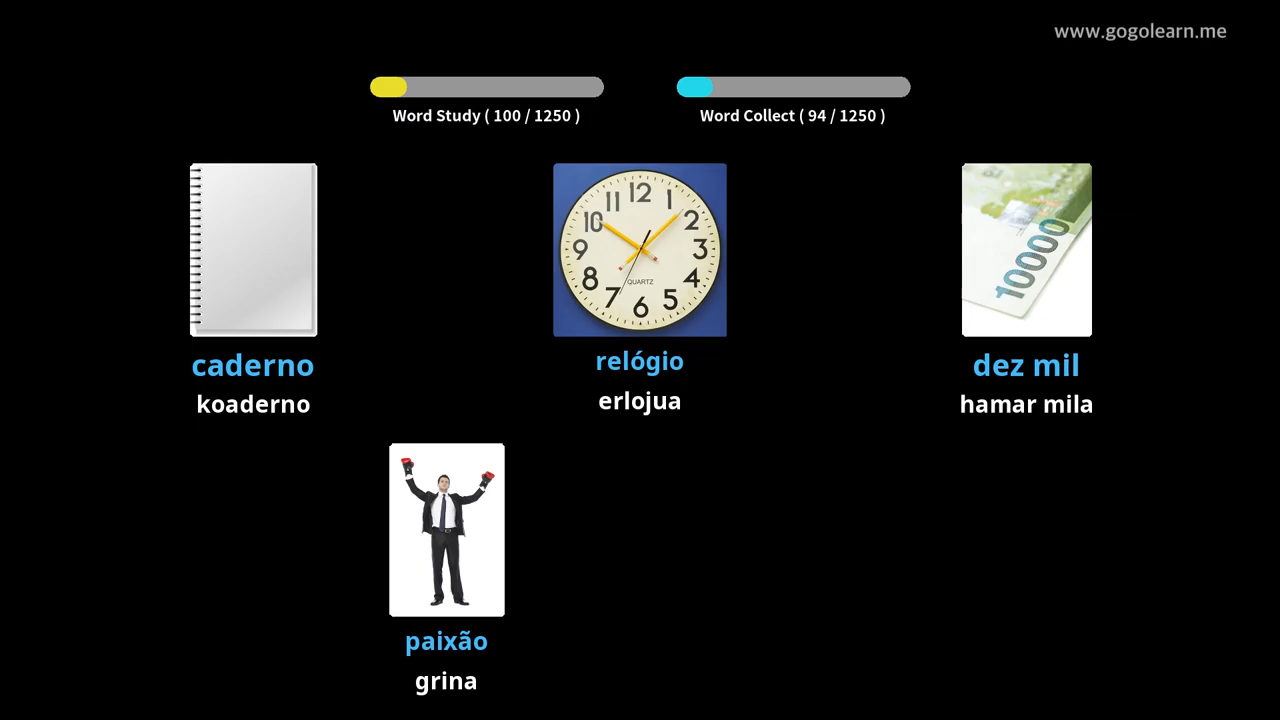 www.gogolearn.me
Word Study ( 100 / 1250 )
Word Collect ( 94 / 1250 )
12
11
1
10
2
9
3
8
QUARTZ
4
7
5
6
10000
caderno
koaderno
relógio
erlojua
dez mil
hamar mila
paixão
grina